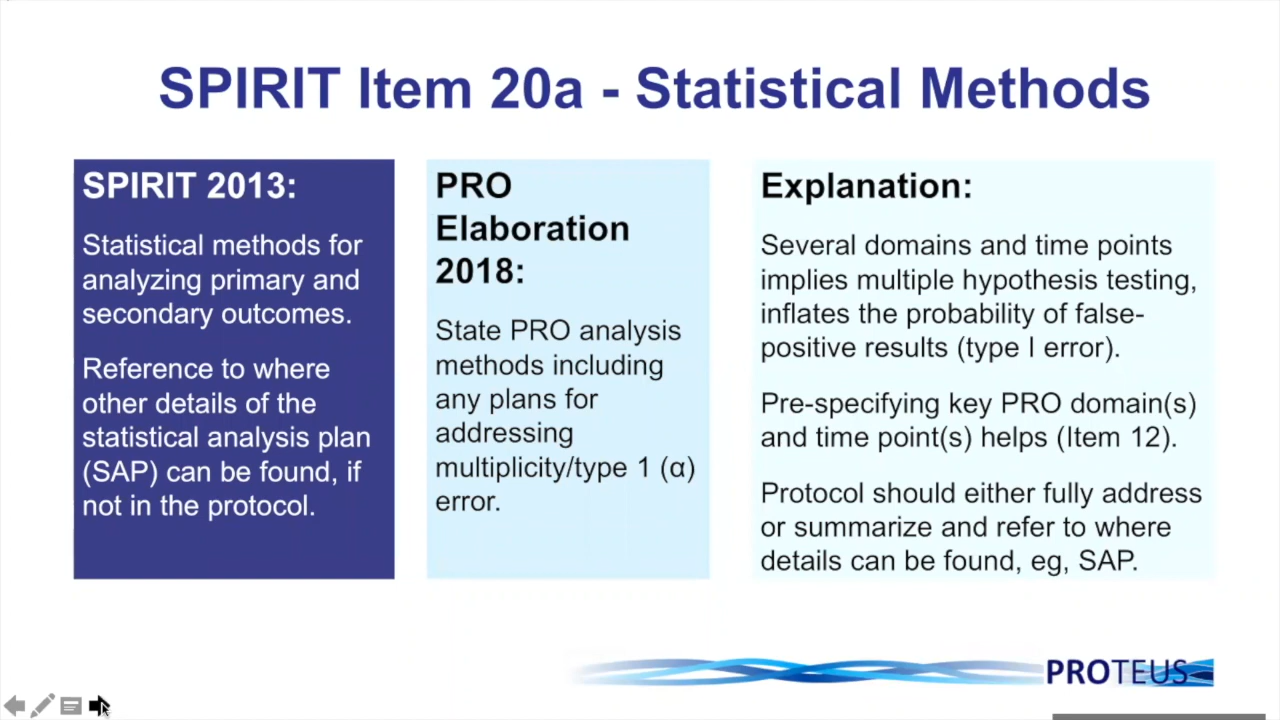 SPIRIT Item 20a - Statistical Methods
SPIRIT 2013:
Statistical methods for
analyzing primary and
secondary outcomes.
Reference to where
other details of the
statistical analysis plan
(SAP) can be found, if
not in the protocol.
PRO
Elaboration
2018:
State PRO analysis
methods including
any plans for
addressing
multiplicity/type 1 (α)
error.
Explanation:
Several domains and time points
implies multiple hypothesis testing,
inflates the probability of false-
positive results (type I error).
Pre-specifying key PRO domain(s)
and time point(s) helps (Item 12).
Protocol should either fully address
or summarize and refer to where
details can be found, eg, SAP.
PROTEUS